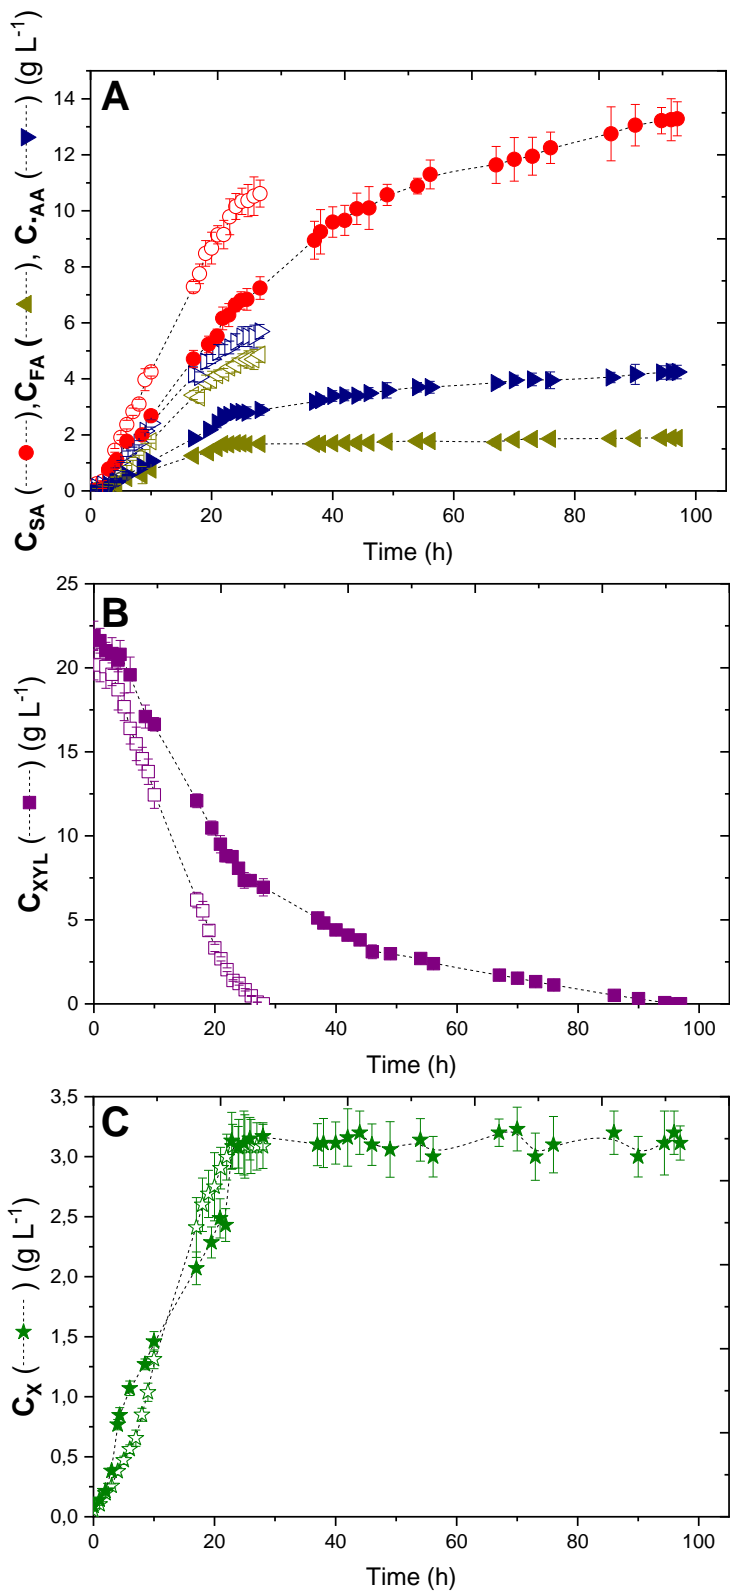 A
C_SA (-----●-----),C_FA (-----◀-----), C._AA (-----▶-----) (g L⁻¹)
14
12
10
8
6
4
2
0
0 20 40 60 80 100
Time (h)
B
C_XYL (-----■-----) (g L⁻¹)
25
20
15
10
5
0
0 20 40 60 80 100
Time (h)
C
C_X (-----★-----) (g L⁻¹)
3,5
3,0
2,5
2,0
1,5
1,0
0,5
0,0
0 20 40 60 80 100
Time (h)